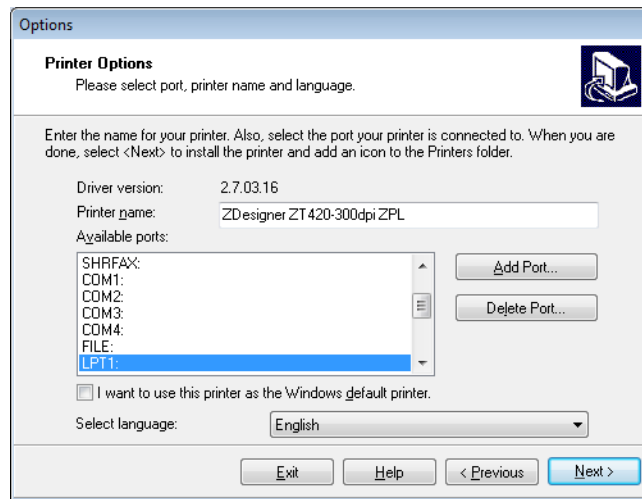 Options
Printer Options
Please select port, printer name and language.
Enter the name for your printer. Also, select the port your printer is connected to. When you are
done, select <Next> to install the printer and add an icon to the Printers folder.
Driver version: 2.7.03.16
Printer name: ZDesigner ZT420-300dpi ZPL
Available ports:
SHRFAX:
COM1:
COM2:
COM3:
COM4:
FILE:
LPT1:
Add Port...
Delete Port...
I want to use this printer as the Windows default printer.
Select language: English
Exit Help < Previous Next >